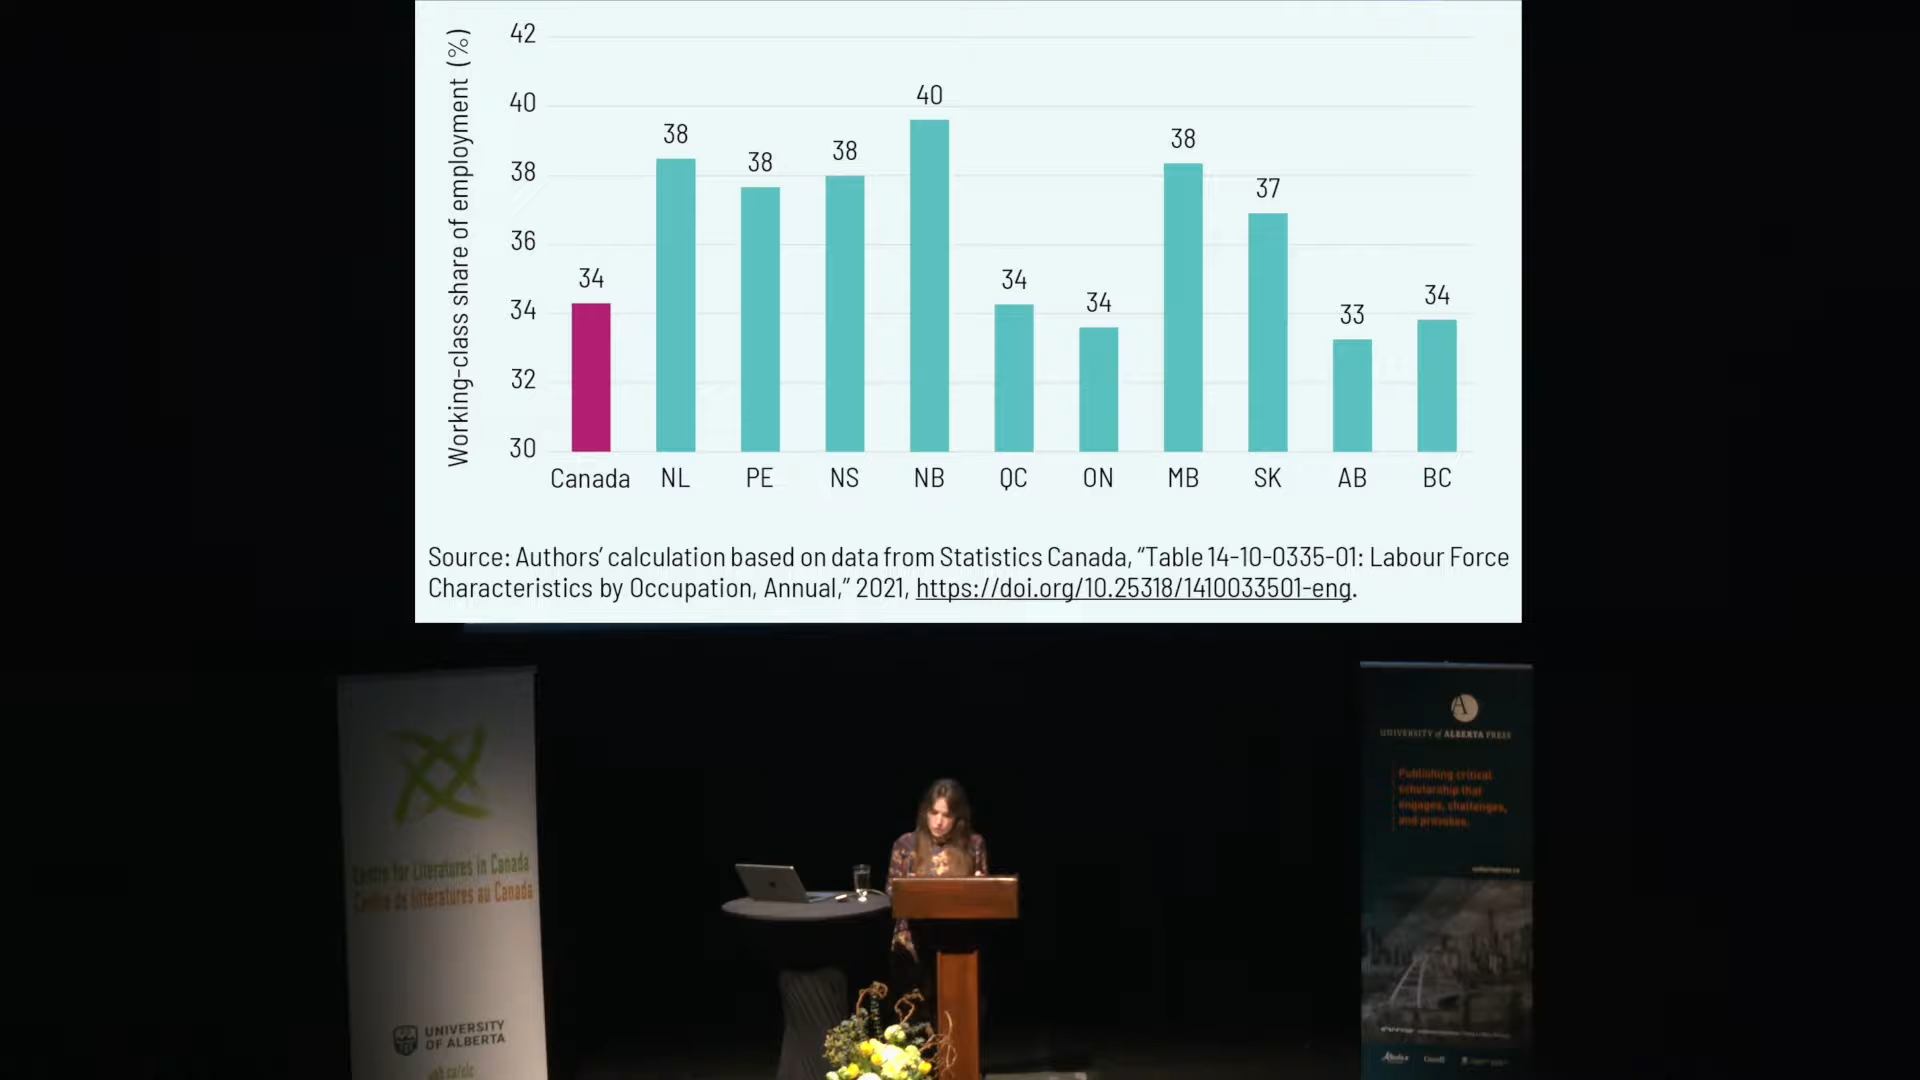 Working-class share of employment (%)
42
40
38
36
34
32
30
34
38
38
38
40
34
34
38
37
33
34
Canada NL PE NS NB QC ON MB SK AB BC
Source: Authors’ calculation based on data from Statistics Canada, “Table 14-10-0335-01: Labour Force
Characteristics by Occupation, Annual,” 2021, https://doi.org/10.25318/1410033501-eng.
Centre for Literatures in Canada
Centre de littératures au Canada
UNIVERSITY
OF ALBERTA
A
UNIVERSITY of ALBERTA PRESS
Publishing critical
scholarship that
engages, challenges,
and provokes.
Alberta
Canada